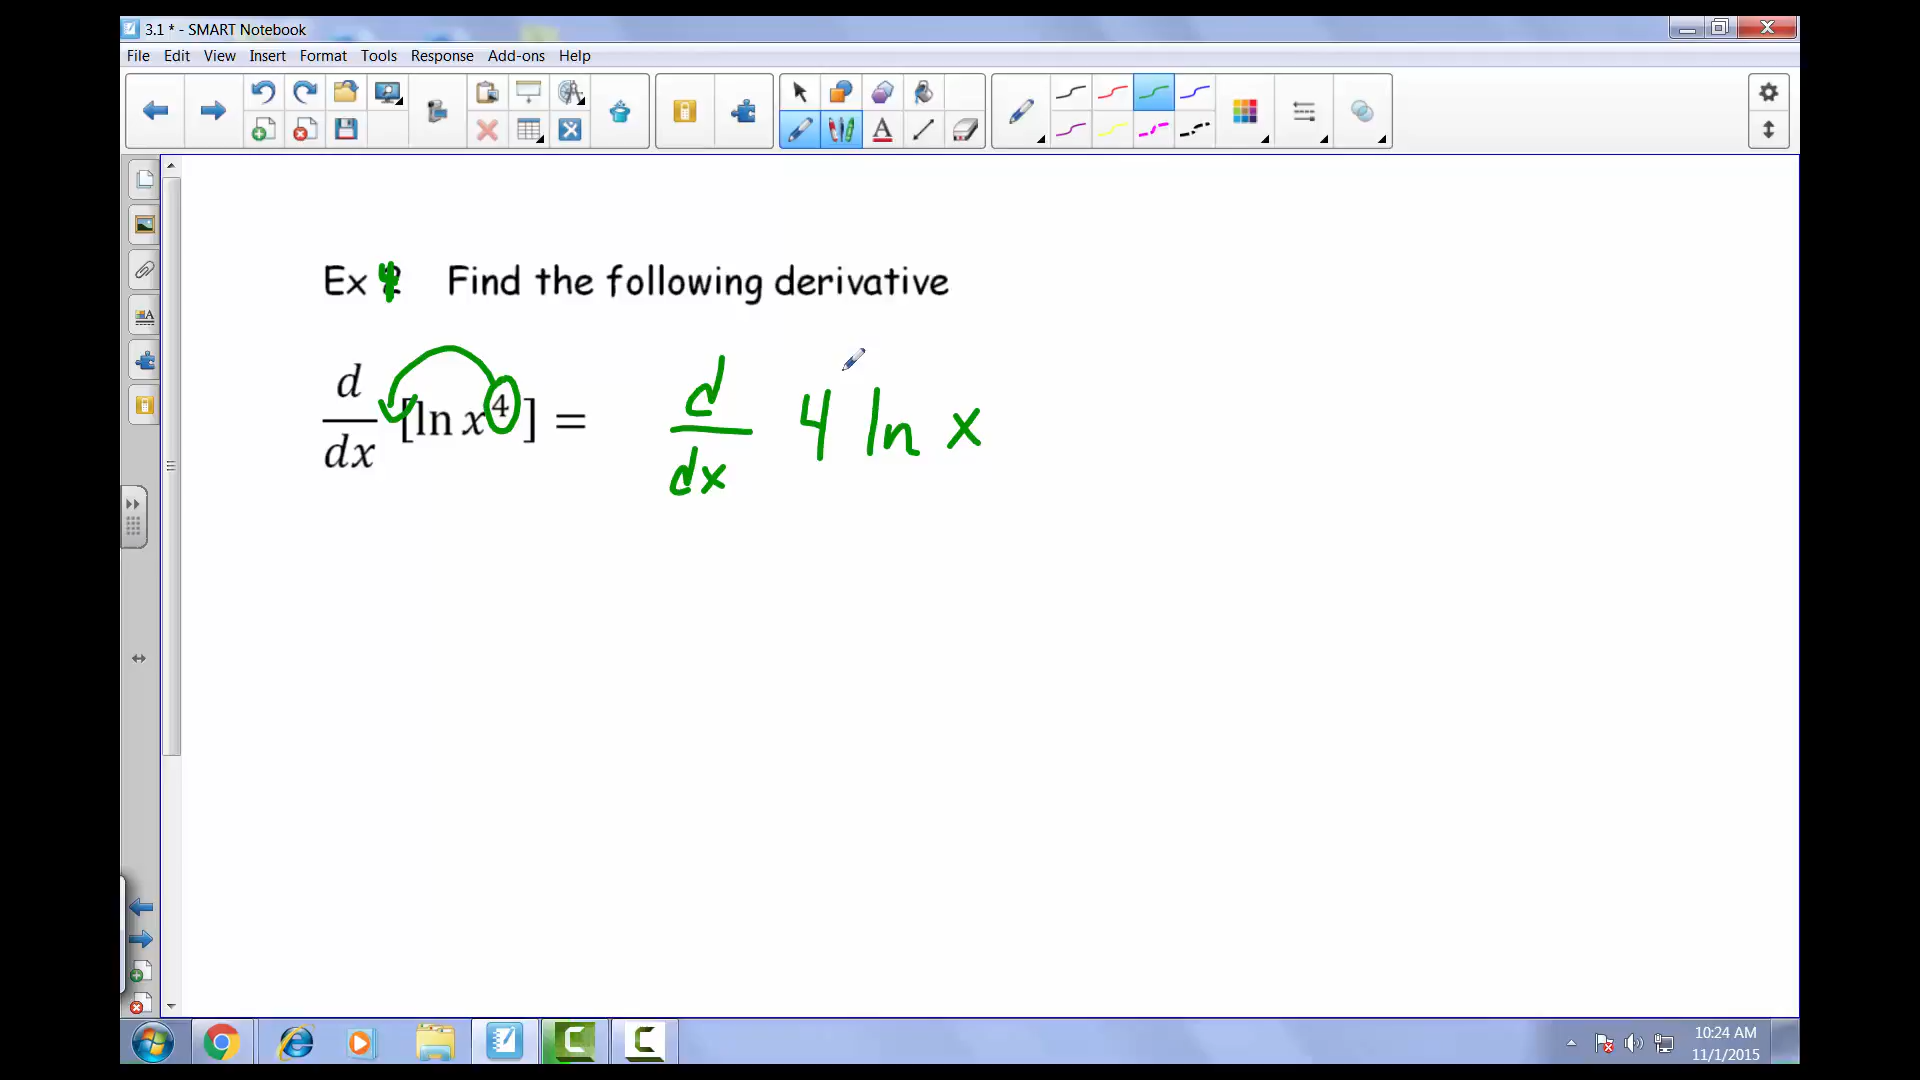 3.1 * - SMART Notebook
File Edit View Insert Format Tools Response Add-ons Help
Ex 4 Find the following derivative
d/dx [ln x⁴] = d/dx 4 ln x
10:24 AM
11/1/2015